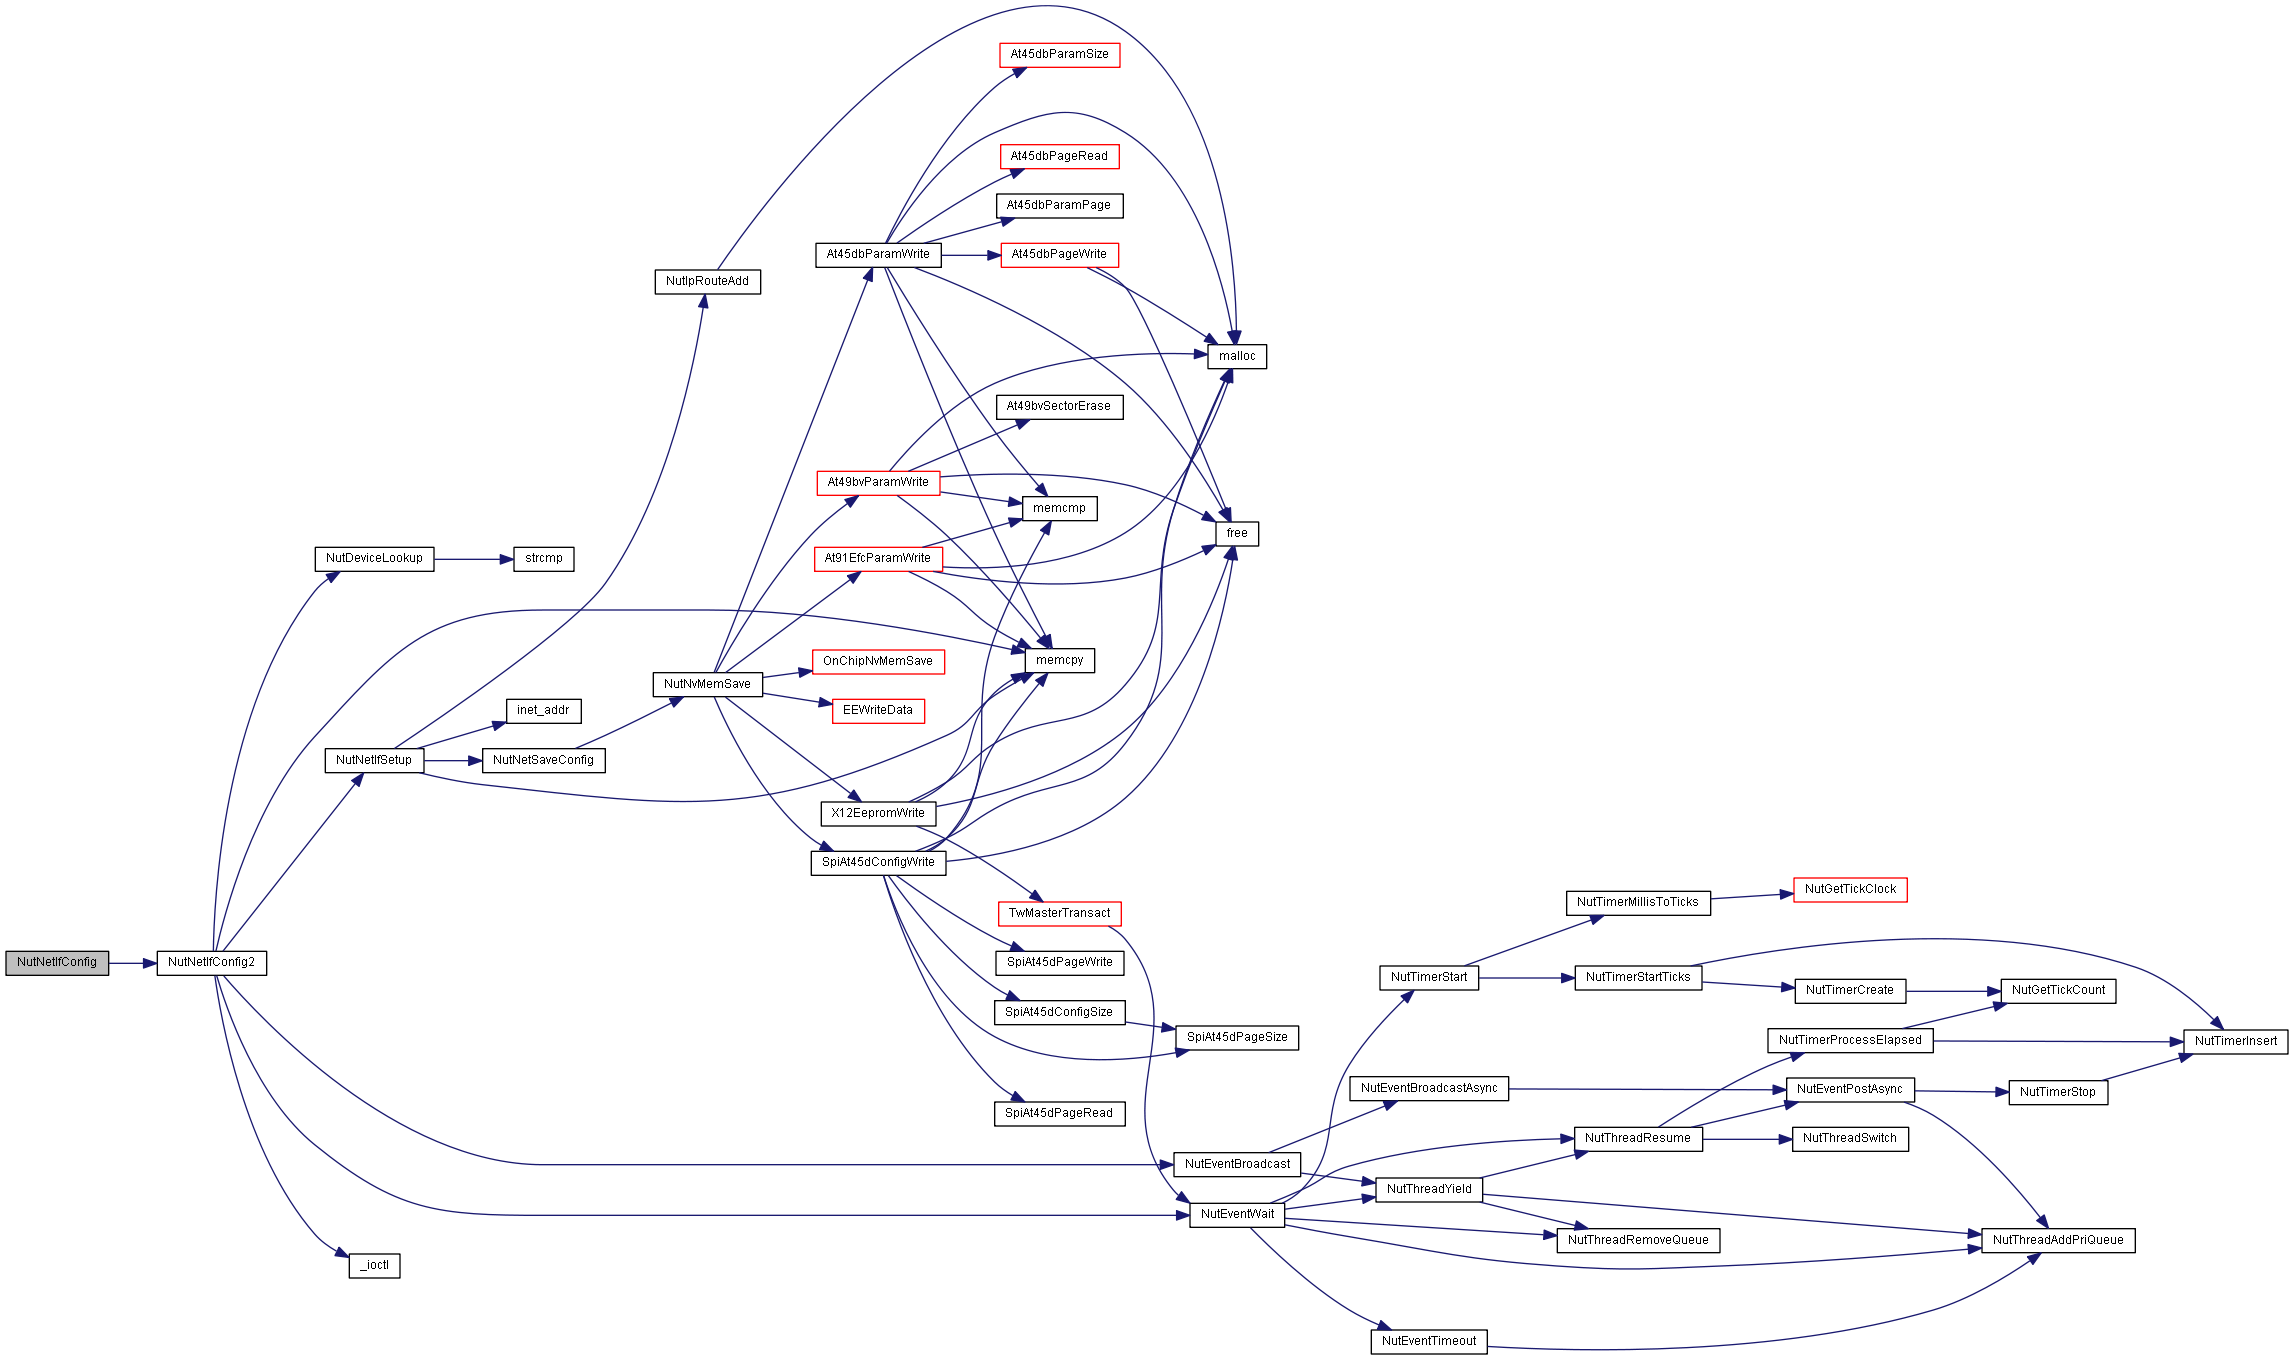 At45dbParamSize
At45dbPageRead
At45dbParamPage
At45dbParamWrite
At45dbPageWrite
NutIpRouteAdd
malloc
At49bvSectorErase
At49bvParamWrite
memcmp
free
NutDeviceLookup
strcmp
At91EfcParamWrite
OnChipNvMemSave
memcpy
NutNvMemSave
EEWriteData
inet_addr
NutNetIfSetup
NutNetSaveConfig
X12EepromWrite
SpiAt45dConfigWrite
NutGetTickClock
NutTimerMillisToTicks
TwMasterTransact
NutNetIfConfig
NutNetIfConfig2
SpiAt45dPageWrite
NutTimerStart
NutTimerStartTicks
NutTimerCreate
NutGetTickCount
SpiAt45dConfigSize
SpiAt45dPageSize
NutTimerProcessElapsed
NutTimerInsert
NutEventBroadcastAsync
NutEventPostAsync
NutTimerStop
SpiAt45dPageRead
NutThreadResume
NutThreadSwitch
NutEventBroadcast
NutThreadYield
NutEventWait
NutThreadRemoveQueue
NutThreadAddPriQueue
_ioctl
NutEventTimeout